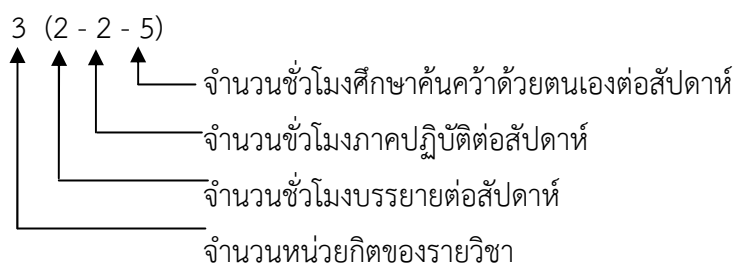 3 (2 - 2 - 5)
จำนวนชั่วโมงศึกษาค้นคว้าด้วยตนเองต่อสัปดาห์
จำนวนขั่วโมงภาคปฏิบัติต่อสัปดาห์
จำนวนชั่วโมงบรรยายต่อสัปดาห์
จำนวนหน่วยกิตของรายวิชา